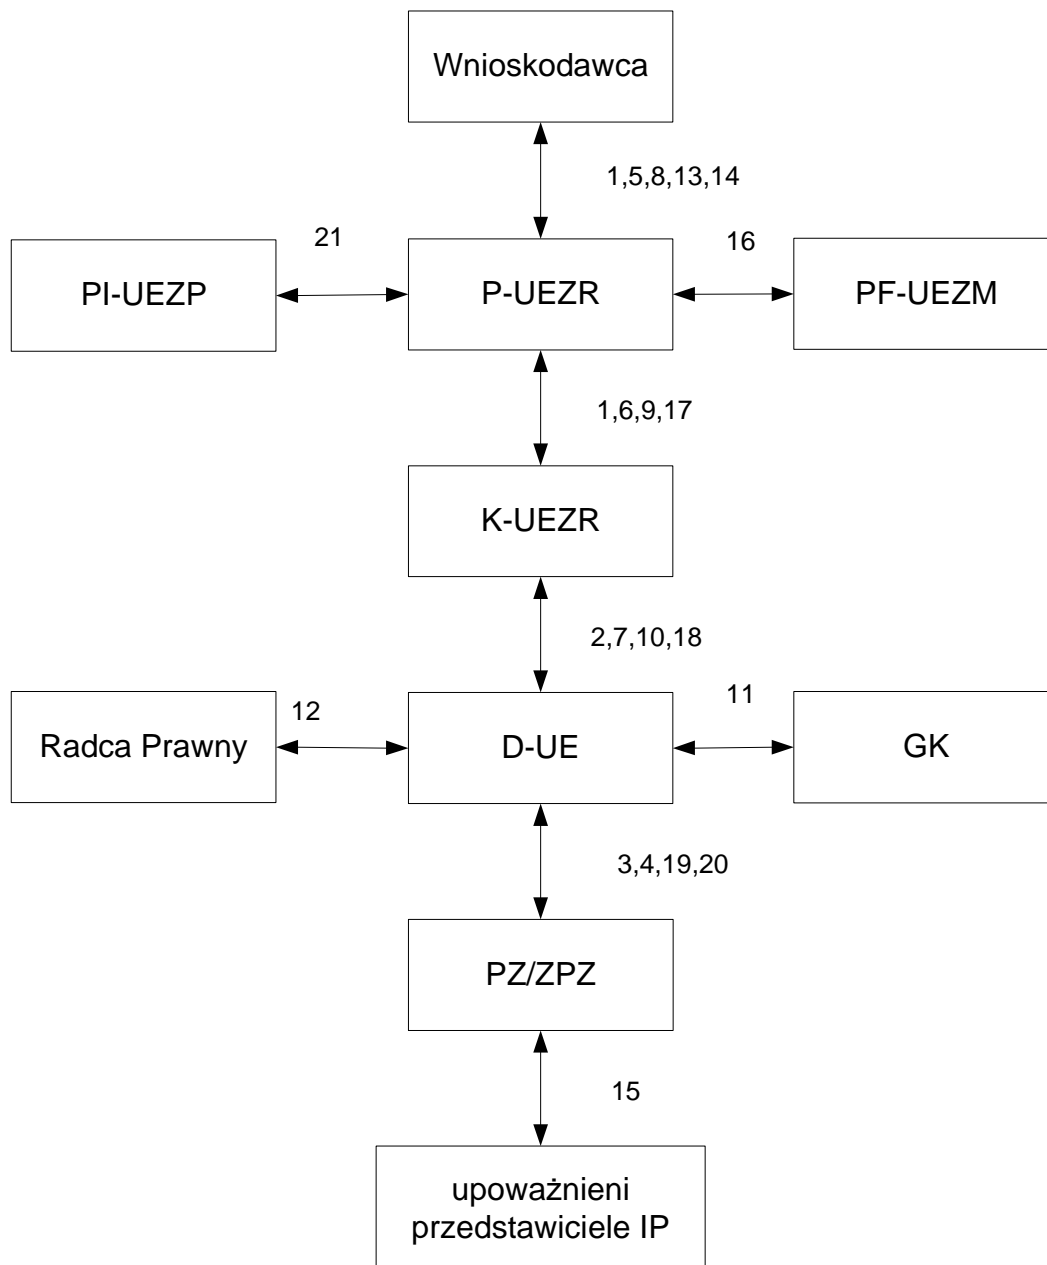 Wnioskodawca
1,5,8,13,14
21
16
PI-UEZP
P-UEZR
PF-UEZM
1,6,9,17
K-UEZR
2,7,10,18
12
11
Radca Prawny
D-UE
GK
3,4,19,20
PZ/ZPZ
15
upoważnieni
przedstawiciele IP